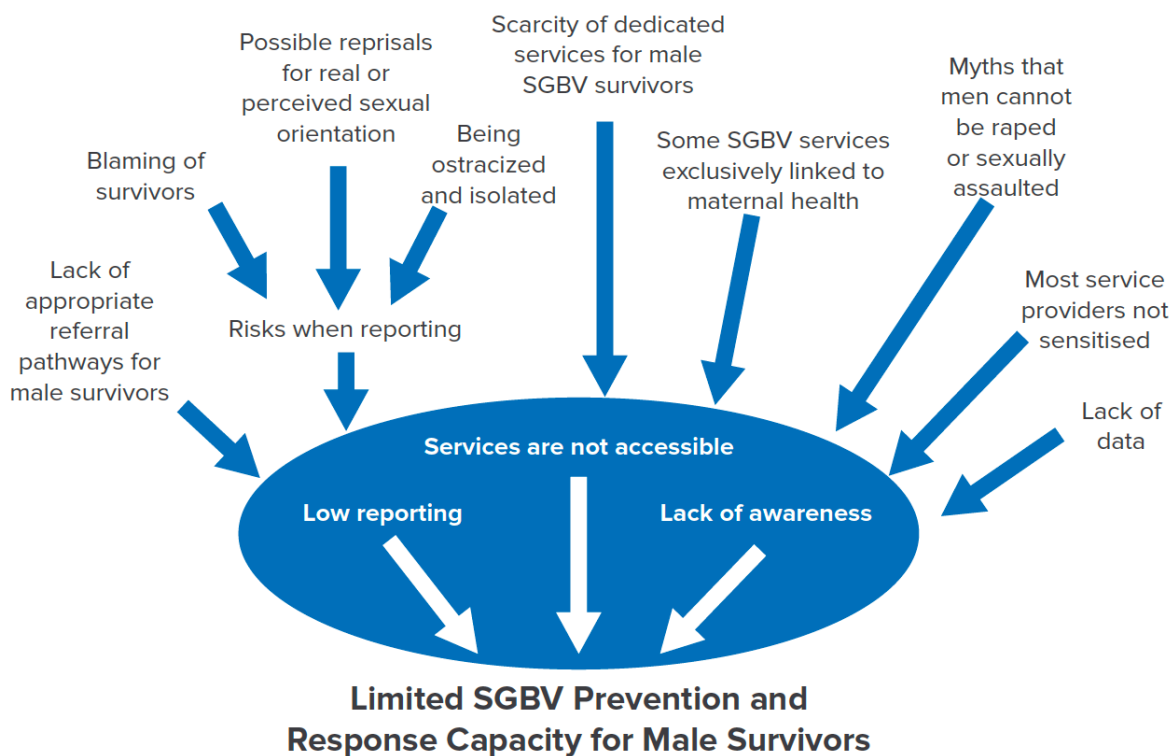 Scarcity of dedicated
services for male
SGBV survivors
Possible reprisals
for real or
perceived sexual
orientation
Myths that
men cannot
be raped
or sexually
assaulted
Being
ostracized
and isolated
Some SGBV services
exclusively linked to
maternal health
Blaming of
survivors
Lack of
appropriate
referral
pathways for
male survivors
Risks when reporting
Most service
providers not
sensitised
Lack of
data
Services are not accessible
Low reporting
Lack of awareness
Limited SGBV Prevention and
Response Capacity for Male Survivors